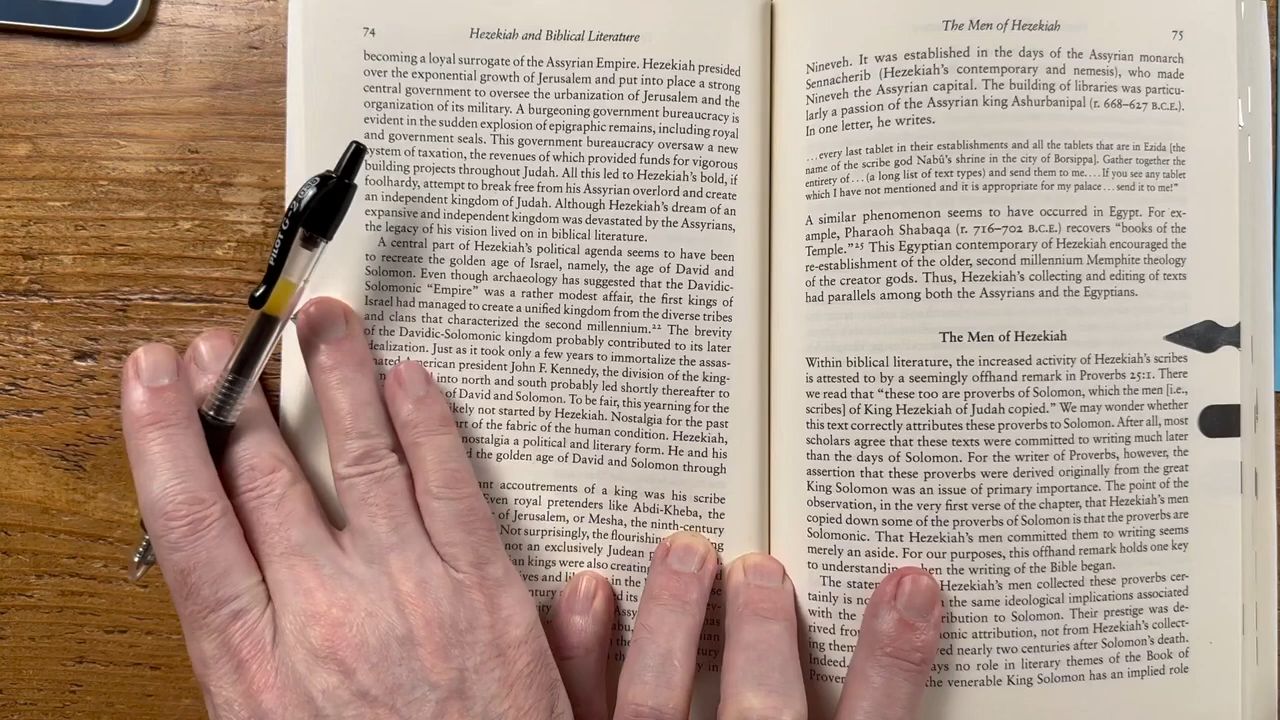 74
Hezekiah and Biblical Literature
becoming a loyal surrogate of the Assyrian Empire. Hezekiah presided
over the exponential growth of Jerusalem and put into place a strong
central government to oversee the urbanization of Jerusalem and the
organization of its military. A burgeoning government bureaucracy is
evident in the sudden explosion of epigraphic remains, including royal
and government seals. This government bureaucracy oversaw a new
system of taxation, the revenues of which provided funds for vigorous
building projects throughout Judah. All this led to Hezekiah's bold, if
foolhardy, attempt to break free from his Assyrian overlord and create
an independent kingdom of Judah. Although Hezekiah's dream of an
expansive and independent kingdom was devastated by the Assyrians,
the legacy of his vision lived on in biblical literature.
A central part of Hezekiah's political agenda seems to have been
to recreate the golden age of Israel, namely, the age of David and
Solomon. Even though archaeology has suggested that the Davidic-
Solomonic "Empire" was a rather modest affair, the first kings of
Israel had managed to create a unified kingdom from the diverse tribes
and clans that characterized the second millennium.22 The brevity
of the Davidic-Solomonic kingdom probably contributed to its later
idealization. Just as it took only a few years to immortalize the assas-
American president John F. Kennedy, the division of the king-
into north and south probably led shortly thereafter to
of David and Solomon. To be fair, this yearning for the
likely not started by Hezekiah. Nostalgia for the past
of the fabric of the human condition. Hezekiah,
nostalgia a political and literary form. He and his
the golden age of David and Solomon through
accoutrements of a king was his scribe
Even royal pretenders like Abdi-Kheba, the
of Jerusalem, or Mesha, the ninth-century
Not surprisingly, the
not an exclusively Judean
kings were also creating
and in the
its
PILOT G-2
The Men of Hezekiah
75
Nineveh. It was established in the days of the Assyrian monarch
Sennacherib (Hezekiah's contemporary and nemesis), who made
Nineveh the Assyrian capital. The building of libraries was particu-
larly a passion of the Assyrian king Ashurbanipal (r. 668–627 B.C.E.).
In one letter, he writes.
...every last tablet in their establishments and all the tablets that are in Ezida [the
name of the scribe god Nabû's shrine in the city of Borsippa]. Gather together the
entirety of...(a long list of text types) and send them to me....If you see any tablet
which I have not mentioned and it is appropriate for my palace...send it to me!"
A similar phenomenon seems to have occurred in Egypt. For ex-
ample, Pharaoh Shabaqa (r. 716–702 B.C.E.) recovers "books of the
Temple."25 This Egyptian contemporary of Hezekiah encouraged the
re-establishment of the older, second millennium Memphite theology
of the creator gods. Thus, Hezekiah's collecting and editing of texts
had parallels among both the Assyrians and the Egyptians.
The Men of Hezekiah
Within biblical literature, the increased activity of Hezekiah's scribes
is attested to by a seemingly offhand remark in Proverbs 25:1. There
we read that "these too are proverbs of Solomon, which the men [i.e.,
scribes] of King Hezekiah of Judah copied." We may wonder whether
this text correctly attributes these proverbs to Solomon. After all, most
scholars agree that these texts were committed to writing much later
than the days of Solomon. For the writer of Proverbs, however, the
assertion that these proverbs were derived originally from the great
King Solomon was an issue of primary importance. The point of the
observation, in the very first verse of the chapter, that Hezekiah's men
copied down some of the proverbs of Solomon is that the proverbs are
Solomonic. That Hezekiah's men committed them to writing seems
merely an aside. For our purposes, this offhand remark holds one key
to when the writing of the Bible began.
The Hezekiah's men collected these proverbs cer-
tainly is the same ideological implications associated
with the to Solomon. Their prestige was de-
rived attribution, not from Hezekiah's collect-
ing nearly two centuries after Solomon's death.
Indeed, no role in literary themes of the Book of
the venerable King Solomon has an implied role